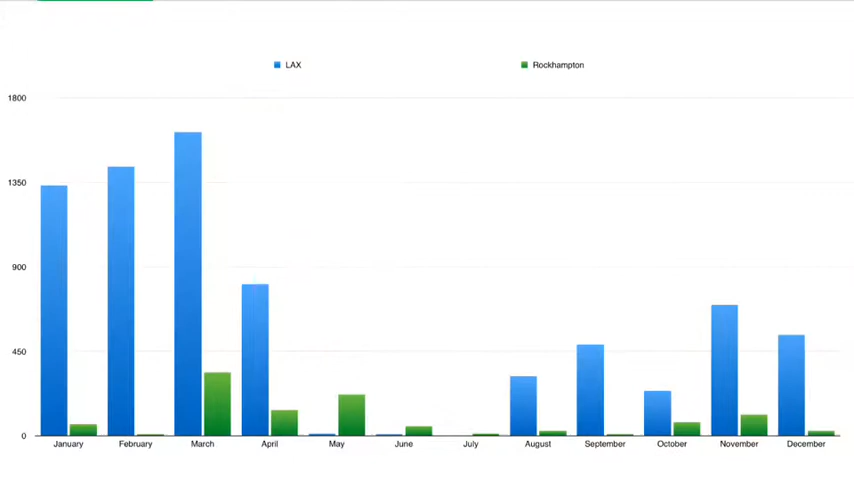 LAX Rockhampton
1800
1350
900
450
0
January February March April May June July August September October November December